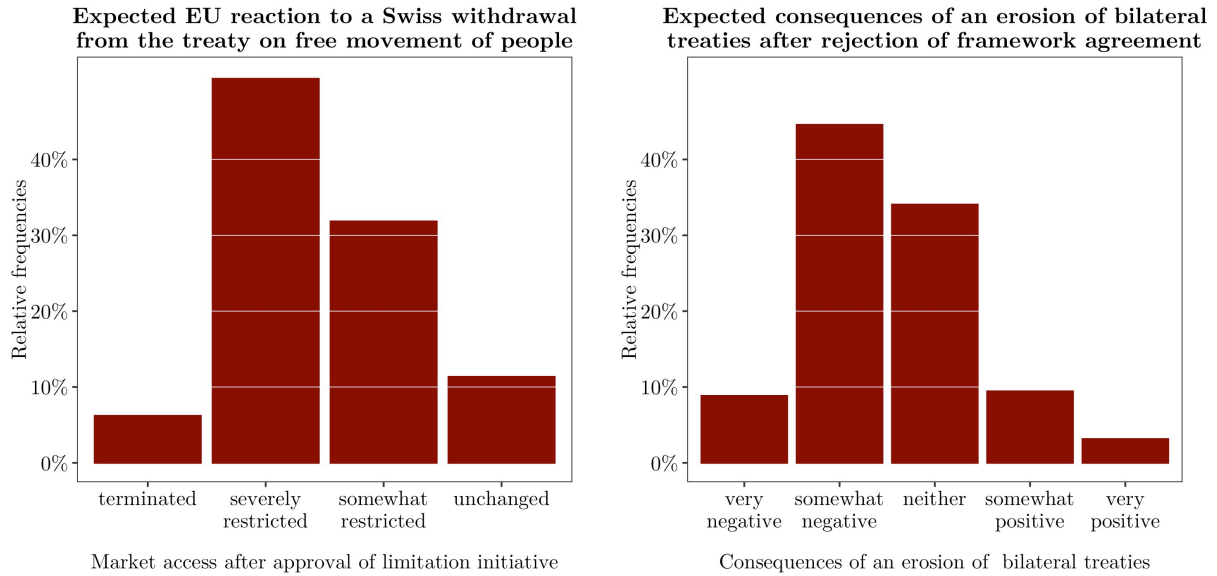 Expected EU reaction to a Swiss withdrawal
from the treaty on free movement of people
Relative frequencies
40%
30%
20%
10%
0%
terminated
severely
restricted
somewhat
restricted
unchanged
Market access after approval of limitation initiative
Expected consequences of an erosion of bilateral
treaties after rejection of framework agreement
Relative frequencies
40%
30%
20%
10%
0%
very
negative
somewhat
negative
neither
somewhat
positive
very
positive
Consequences of an erosion of bilateral treaties